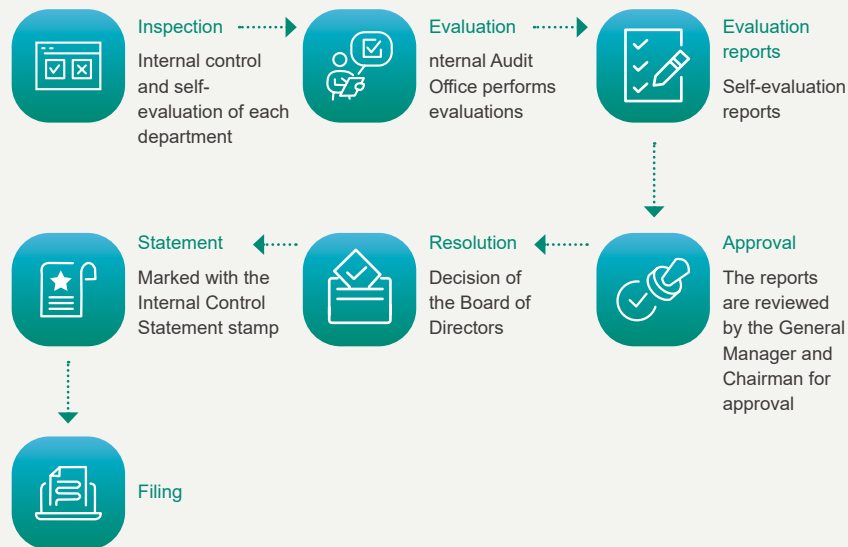 Inspection
Internal control
and self-
evaluation of each
department
Evaluation
nternal Audit
Office performs
evaluations
Evaluation
reports
Self-evaluation
reports
Approval
The reports
are reviewed
by the General
Manager and
Chairman for
approval
Resolution
Decision of
the Board of
Directors
Statement
Marked with the
Internal Control
Statement stamp
Filing